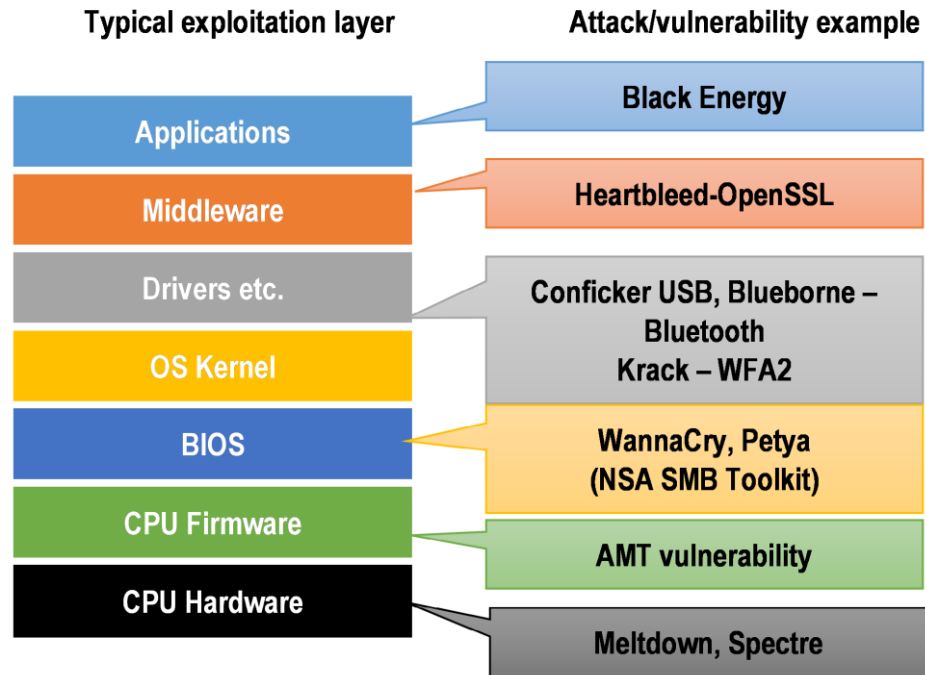 Typical exploitation layer
Attack/vulnerability example
Applications
Black Energy
Middleware
Heartbleed-OpenSSL
Drivers etc.
Conficker USB, Blueborne –
Bluetooth
Krack – WFA2
OS Kernel
BIOS
WannaCry, Petya
(NSA SMB Toolkit)
CPU Firmware
AMT vulnerability
CPU Hardware
Meltdown, Spectre